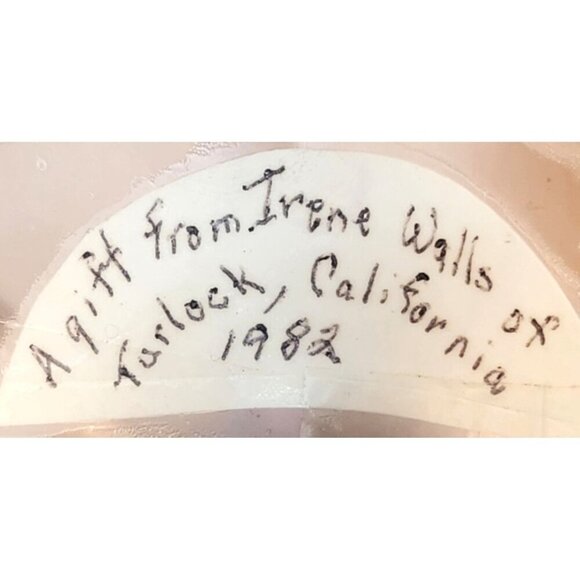 A gift from Irene Walls of
Turlock, California
1982